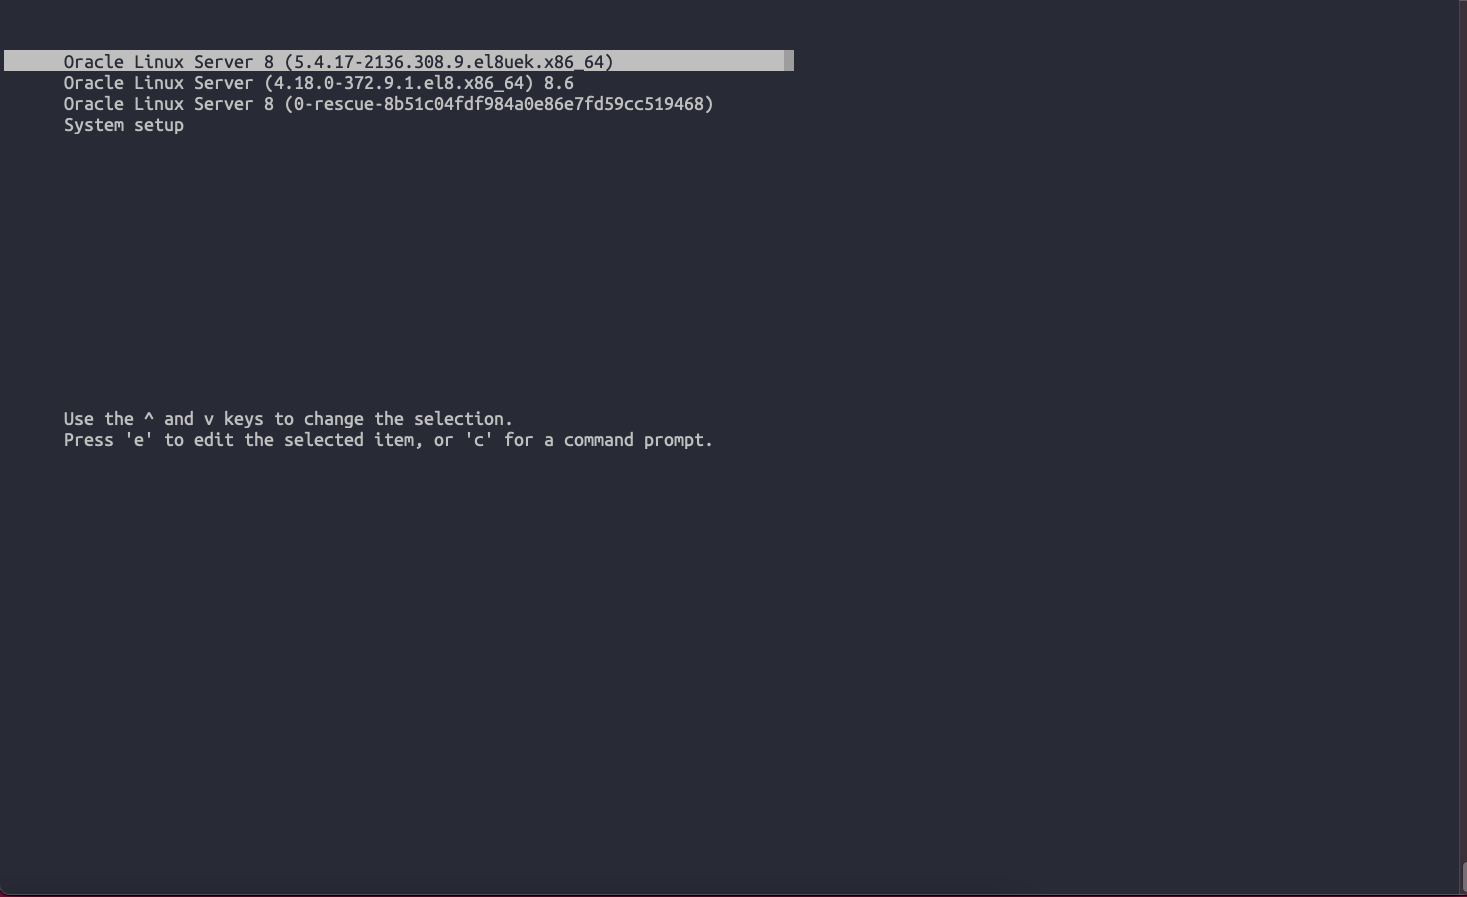 Oracle Linux Server 8 (5.4.17-2136.308.9.el8uek.x86_64)
Oracle Linux Server (4.18.0-372.9.1.el8.x86_64) 8.6
Oracle Linux Server 8 (0-rescue-8b51c04fdf984a0e86e7fd59cc519468)
System setup
Use the ^ and v keys to change the selection.
Press 'e' to edit the selected item, or 'c' for a command prompt.